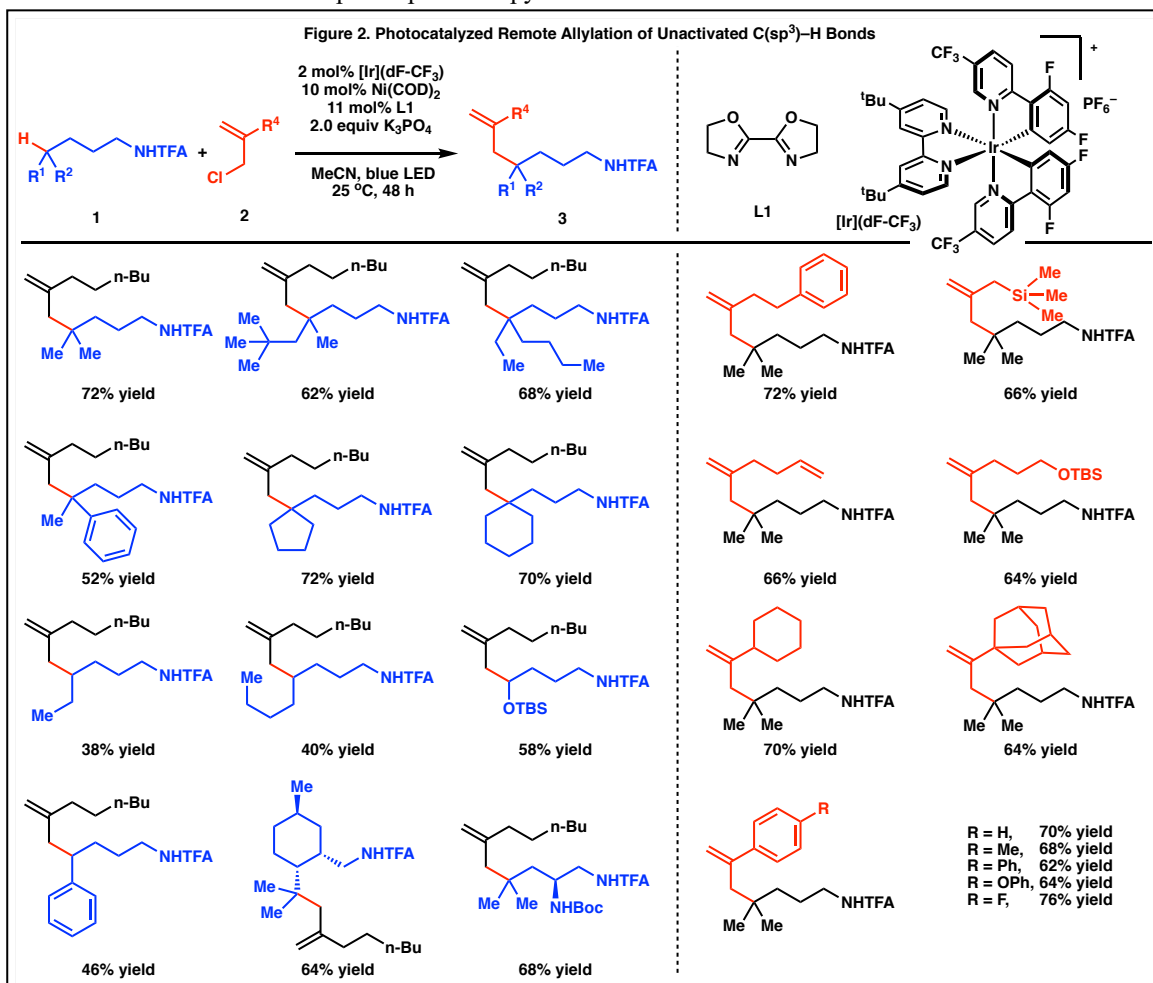 Figure 2. Photocatalyzed Remote Allylation of Unactivated C(sp³)–H Bonds
2 mol% [Ir](dF-CF₃)
10 mol% Ni(COD)₂
11 mol% L1
2.0 equiv K₃PO₄
MeCN, blue LED
25 °C, 48 h
H
R¹ R²
NHTFA
+
R⁴
Cl
R⁴
R¹ R²
NHTFA
1
2
3
O O
N N
L1
CF₃
F
F
tBu
N
N
N
Ir
N
tBu
F
F
CF₃
+
PF₆⁻
[Ir](dF-CF₃)
n-Bu
NHTFA
Me Me
72% yield
n-Bu
NHTFA
Me
Me
Me
Me
62% yield
n-Bu
NHTFA
Me
Me
68% yield
NHTFA
Me Me
72% yield
Me
Si
Me
Me
NHTFA
Me Me
66% yield
n-Bu
NHTFA
Me
52% yield
n-Bu
NHTFA
72% yield
n-Bu
NHTFA
70% yield
NHTFA
Me Me
66% yield
OTBS
NHTFA
Me Me
64% yield
n-Bu
NHTFA
Me
38% yield
n-Bu
Me
NHTFA
40% yield
n-Bu
NHTFA
OTBS
58% yield
NHTFA
Me Me
70% yield
NHTFA
Me Me
64% yield
n-Bu
NHTFA
46% yield
Me
NHTFA
Me
Me
n-Bu
64% yield
n-Bu
NHTFA
Me Me
NHBoc
68% yield
R
NHTFA
Me Me
R = H, 70% yield
R = Me, 68% yield
R = Ph, 62% yield
R = OPh, 64% yield
R = F, 76% yield